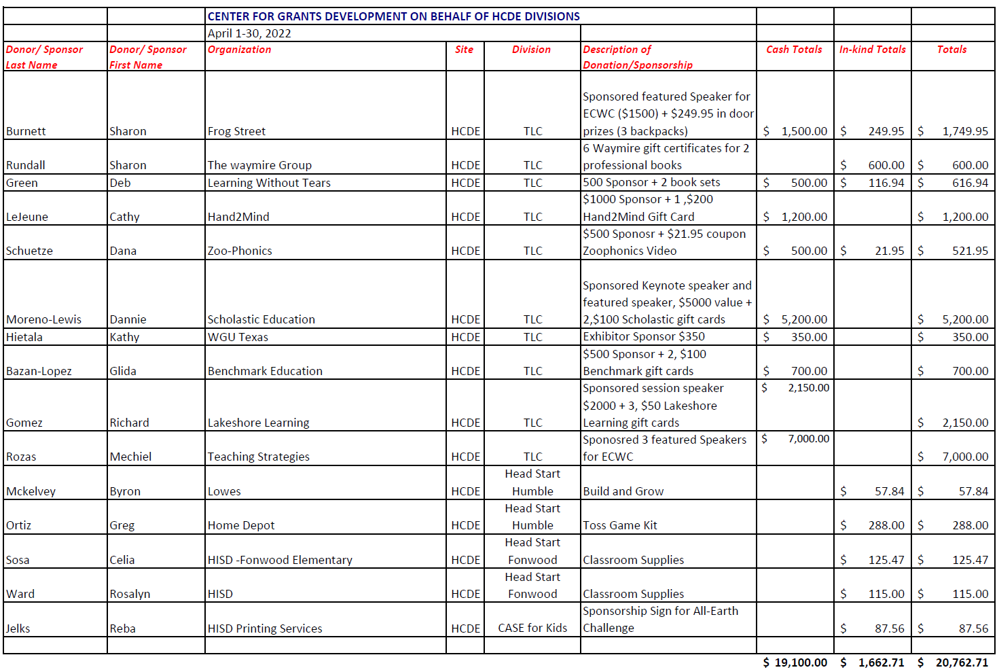 CENTER FOR GRANTS DEVELOPMENT ON BEHALF OF HCDE DIVISIONS
April 1-30, 2022
Donor/ Sponsor Last Name Donor/ Sponsor First Name Organization Site Division Description of Donation/Sponsorship Cash Totals In-kind Totals Totals
Sponsored featured Speaker for
ECWC ($1500) + $249.95 in door
Burnett Sharon Frog Street HCDE TLC prizes (3 backpacks) $ 1,500.00 $ 249.95 $ 1,749.95
6 Waymire gift certificates for 2
Rundall Sharon The waymire Group HCDE TLC professional books $ 600.00 $ 600.00
Green Deb Learning Without Tears HCDE TLC 500 Sponsor + 2 book sets $ 500.00 $ 116.94 $ 616.94
$1000 Sponsor + 1 ,$200
LeJeune Cathy Hand2Mind HCDE TLC Hand2Mind Gift Card $ 1,200.00 $ 1,200.00
$500 Sponosr + $21.95 coupon
Schuetze Dana Zoo-Phonics HCDE TLC Zoophonics Video $ 500.00 $ 21.95 $ 521.95
Sponsored Keynote speaker and
featured speaker, $5000 value +
Moreno-Lewis Dannie Scholastic Education HCDE TLC 2,$100 Scholastic gift cards $ 5,200.00 $ 5,200.00
Hietala Kathy WGU Texas HCDE TLC Exhibitor Sponsor $350 $ 350.00 $ 350.00
$500 Sponsor + 2, $100
Bazan-Lopez Glida Benchmark Education HCDE TLC Benchmark gift cards $ 700.00 $ 700.00
Sponsored session speaker $ 2,150.00
$2000 + 3, $50 Lakeshore
Gomez Richard Lakeshore Learning HCDE TLC Learning gift cards $ 2,150.00
Sponosred 3 featured Speakers $ 7,000.00
Rozas Mechiel Teaching Strategies HCDE TLC for ECWC $ 7,000.00
Head Start
Mckelvey Byron Lowes HCDE Humble Build and Grow $ 57.84 $ 57.84
Head Start
Ortiz Greg Home Depot HCDE Humble Toss Game Kit $ 288.00 $ 288.00
Head Start
Sosa Celia HISD -Fonwood Elementary HCDE Fonwood Classroom Supplies $ 125.47 $ 125.47
Head Start
Ward Rosalyn HISD HCDE Fonwood Classroom Supplies $ 115.00 $ 115.00
Sponsorship Sign for All-Earth
Jelks Reba HISD Printing Services HCDE CASE for Kids Challenge $ 87.56 $ 87.56
$ 19,100.00 $ 1,662.71 $ 20,762.71